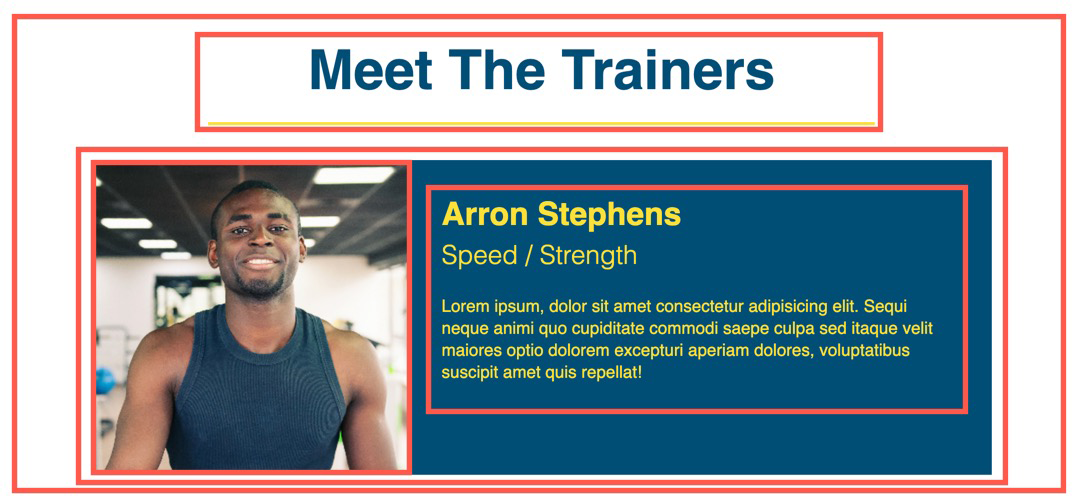 Meet The Trainers
Arron Stephens
Speed / Strength
Lorem ipsum, dolor sit amet consectetur adipisicing elit. Sequi
neque animi quo cupiditate commodi saepe culpa sed itaque velit
maiores optio dolorem excepturi aperiam dolores, voluptatibus
suscipit amet quis repellat!